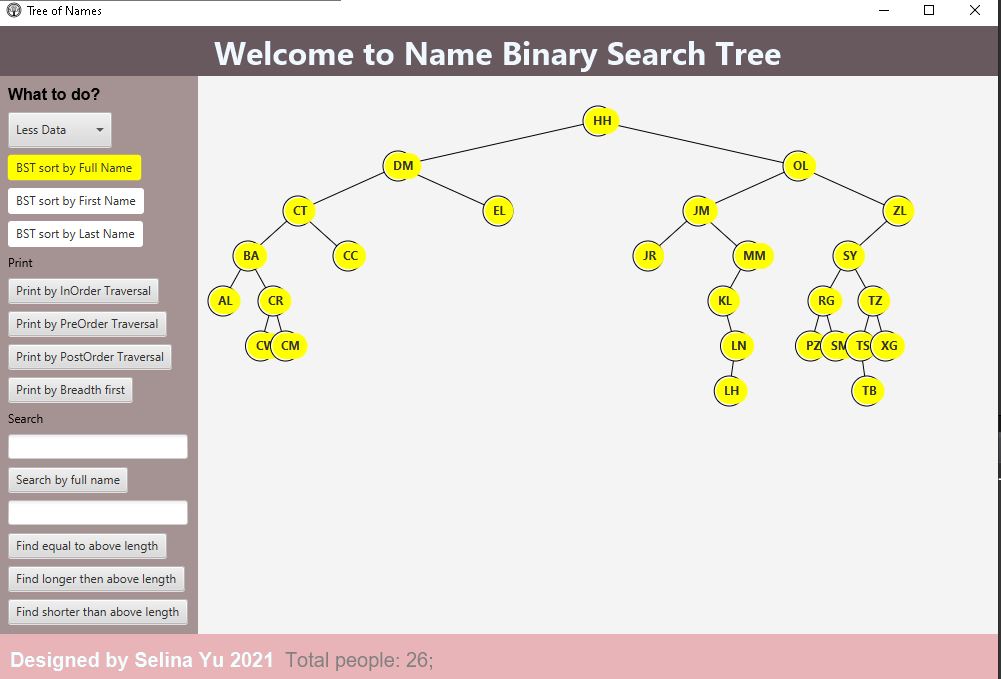 Tree of Names
Welcome to Name Binary Search Tree
What to do?
Less Data
BST sort by Full Name
BST sort by First Name
BST sort by Last Name
Print
Print by InOrder Traversal
Print by PreOrder Traversal
Print by PostOrder Traversal
Print by Breadth first
Search
Search by full name
Find equal to above length
Find longer then above length
Find shorter than above length
HH
DM OL
CT EL JM ZL
BA CC JR MM SY
AL CR KL RG TZ
CM LN PZ SM TS XG
LH TB
Designed by Selina Yu 2021 Total people: 26;